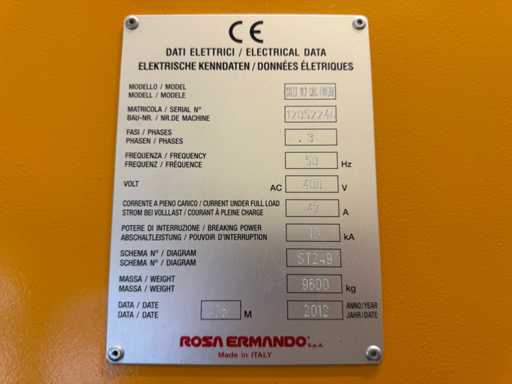 CE
DATI ELETTRICI / ELECTRICAL DATA
ELEKTRISCHE KENNDATEN / DONNÉES ÉLETRIQUES
MODELLO / MODEL
MODELL / MODELE
MATRICOLA / SERIAL N°
BAU-NR. / NR.DE MACHINE
FASI / PHASES
PHASEN / PHASES
.3
FREQUENZA / FREQUENCY
FREQUENZ / FRÉQUENCE
50 Hz
VOLT AC 400 V
CORRENTE A PIENO CARICO / CURRENT UNDER FULL LOAD
STROM BEI VOLLLAST / COURANT À PLEINE CHARGE
A
POTERE DI INTERRUZIONE / BREAKING POWER
ABSCHALTLEISTUNG / POUVOIR D'INTERRUPTION
kA
SCHEMA N° / DIAGRAM
SCHEMA N° / DIAGRAM
ST249
MASSA / WEIGHT
MASSA / WEIGHT
9600 kg
DATA / DATE
DATA / DATE
M
2012
ANNO/YEAR
JAHR/DATE
ROSA ERMANDO S.p.A.
Made in ITALY